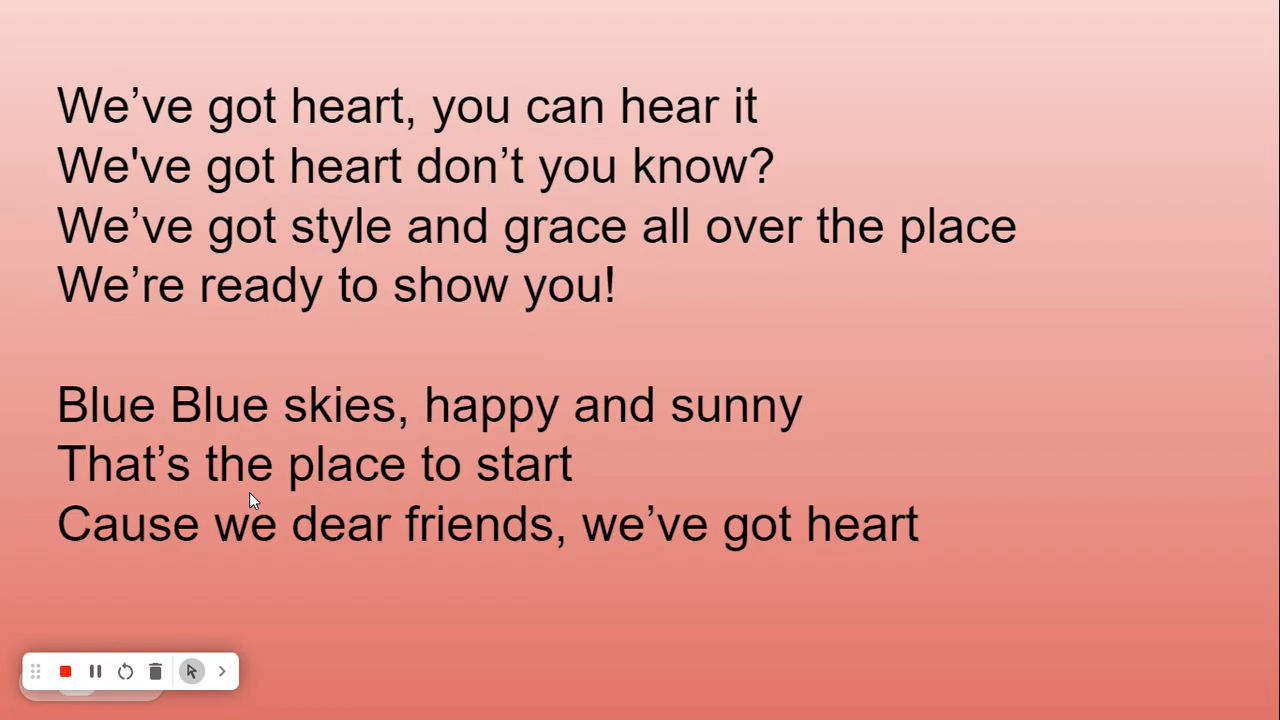 We’ve got heart, you can hear it
We've got heart don’t you know?
We’ve got style and grace all over the place
We’re ready to show you!
Blue Blue skies, happy and sunny
That’s the place to start
Cause we dear friends, we’ve got heart